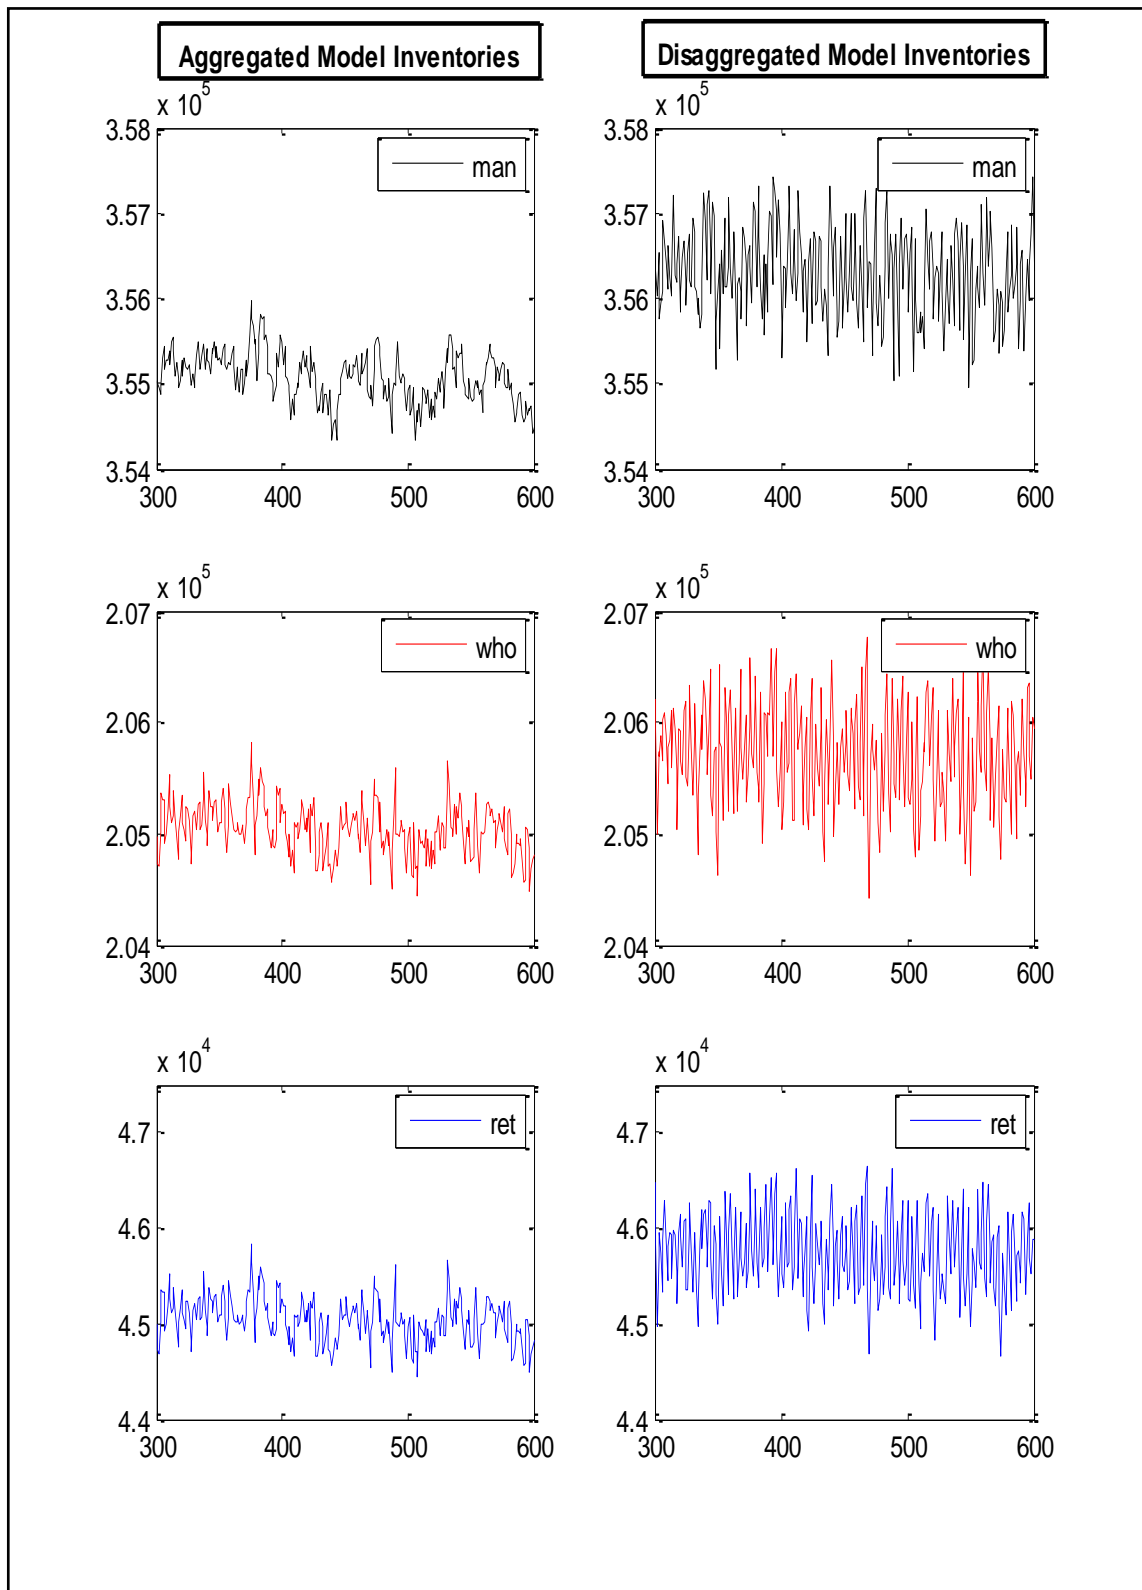 Aggregated Model Inventories
Disaggregated Model Inventories
x 10^5
3.58
3.57
3.56
3.55
3.54
300 400 500 600
man
x 10^5
3.58
3.57
3.56
3.55
3.54
300 400 500 600
man
x 10^5
2.07
2.06
2.05
2.04
300 400 500 600
who
x 10^5
2.07
2.06
2.05
2.04
300 400 500 600
who
x 10^4
4.7
4.6
4.5
4.4
300 400 500 600
ret
x 10^4
4.7
4.6
4.5
4.4
300 400 500 600
ret